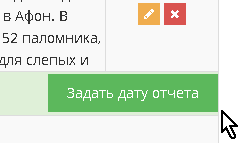 в Афон. В
52 паломника,
для слепых и
Задать дату отчета